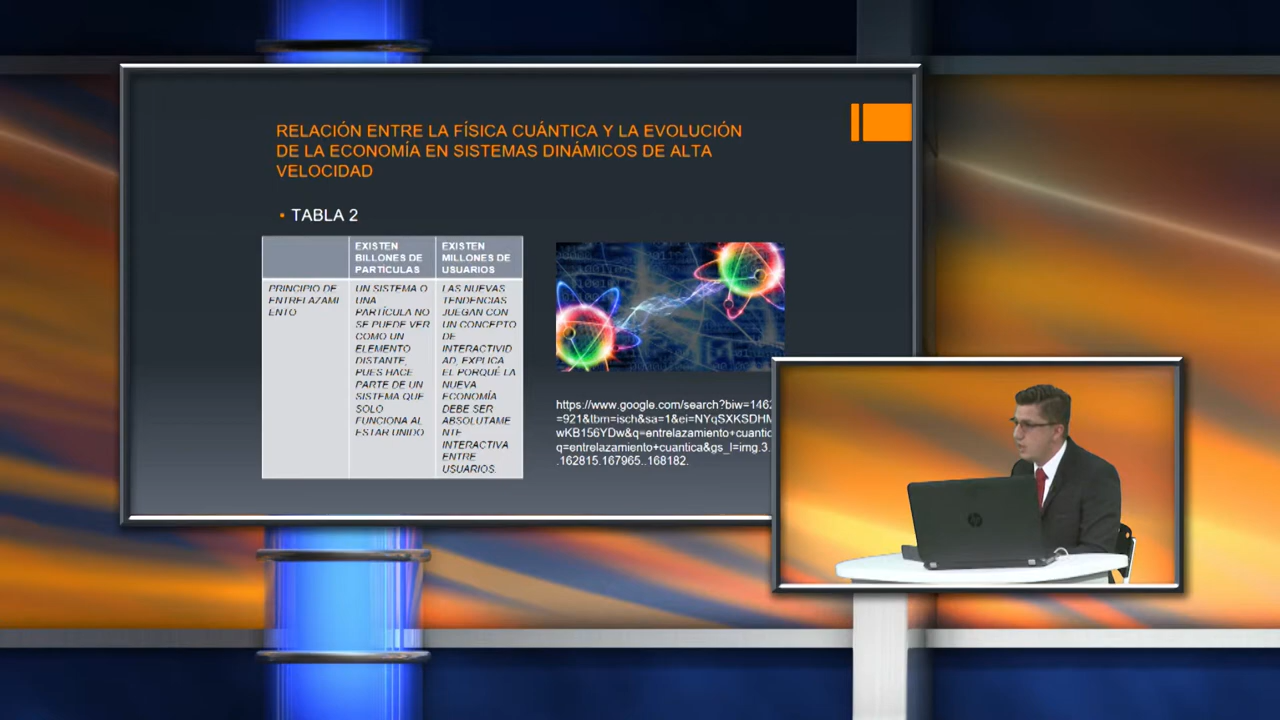 RELACIÓN ENTRE LA FÍSICA CUÁNTICA Y LA EVOLUCIÓN
DE LA ECONOMÍA EN SISTEMAS DINÁMICOS DE ALTA
VELOCIDAD
• TABLA 2
EXISTEN
BILLONES DE
PARTICULAS
EXISTEN
MILLONES DE
USUARIOS
PRINCIPIO DE
ENTRELAZAMI
ENTO
UN SISTEMA O
UNA
PARTÍCULA NO
SE PUEDE VER
COMO UN
ELEMENTO
DISTANTE,
PUES HACE
PARTE DE UN
SISTEMA QUE
SOLO
FUNCIONA AL
ESTAR UNIDO
LAS NUEVAS
TENDENCIAS
JUEGAN CON
UN CONCEPTO
DE
INTERACTIVID
AD, EXPLICA
EL PORQUÉ LA
NUEVA
ECONOMÍA
DEBE SER
ABSOLUTAME
NTE
INTERACTIVA
ENTRE
USUARIOS.
https://www.google.com/search?biw=1462
=921&tbm=isch&sa=1&ei=NYqSXKSDHM
wKB156YDw&q=entrelazamiento+cuantic
q=entrelazamiento+cuantica&gs_l=img.3.
.162815.167965..168182.
hp